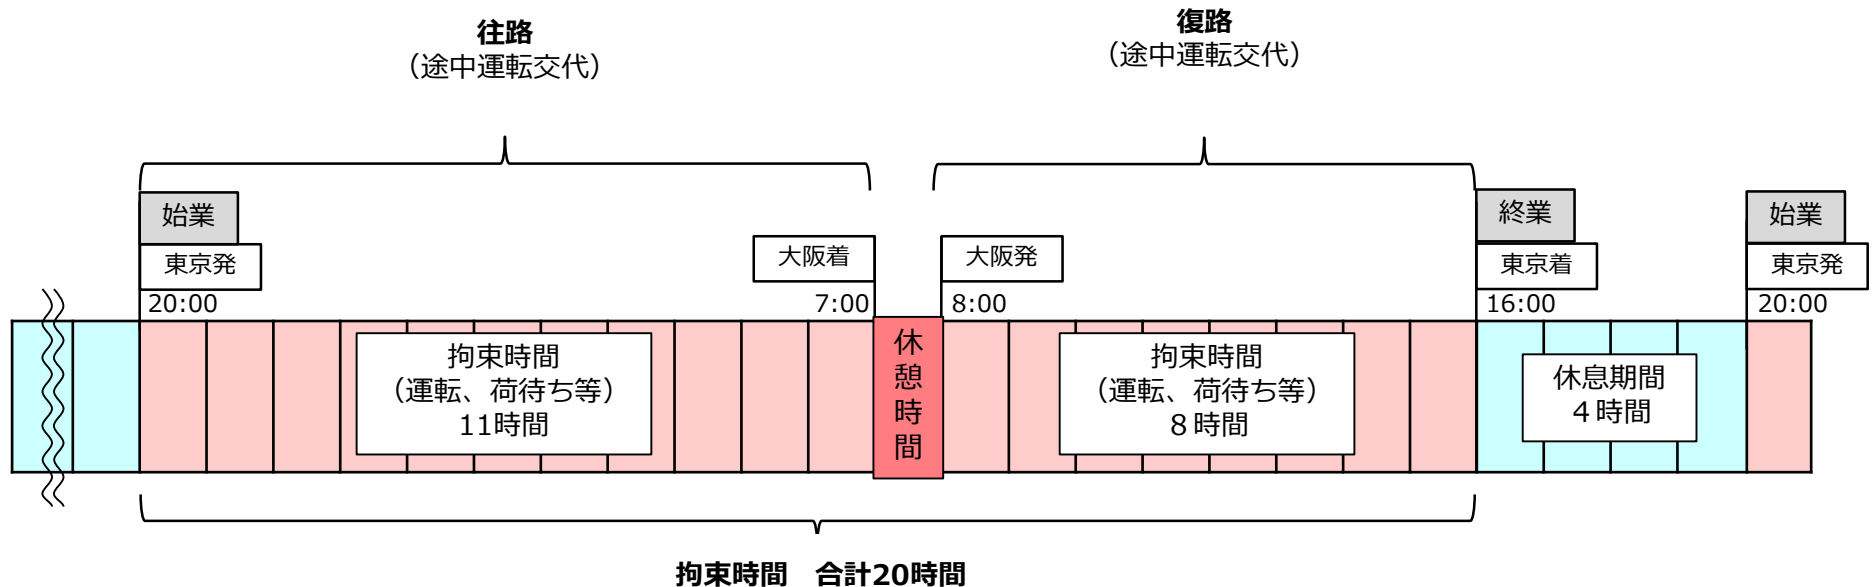 往路
（途中運転交代）
復路
（途中運転交代）
始業
東京発
20:00
大阪着
7:00
大阪発
8:00
終業
東京着
16:00
始業
東京発
20:00
拘束時間
（運転、荷待ち等）
11時間
休憩時間
拘束時間
（運転、荷待ち等）
８時間
休息期間
４時間
拘束時間　合計20時間